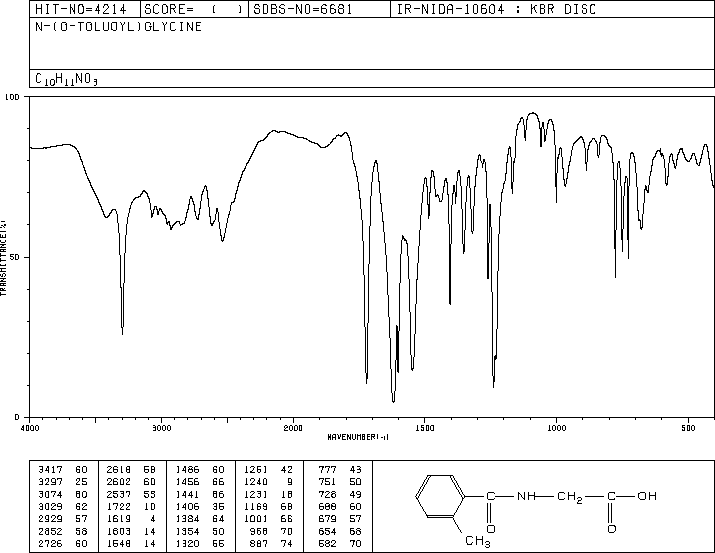 HIT-NO=4214 SCORE= ( ) SDBS-NO=6681 IR-NIDA-10604 : KBR DISC
N-(O-TOLUOYL)GLYCINE
C10H11NO3
100
50
0
TRANSMITTANCE(%)
4000 3000 2000 1500 1000 500
WAVENUMBER(-1)
3417 60 2618 58 1486 60 1261 42 777 43
3297 25 2602 60 1456 66 1240 9 751 50
3074 60 2537 55 1441 66 1231 18 728 49
3029 62 1722 10 1406 35 1169 68 688 60
2929 57 1619 4 1384 64 1001 66 679 57
2852 58 1603 14 1354 50 968 70 654 68
2726 60 1548 14 1320 55 887 74 582 70
C NH CH2 C OH
O O
CH3